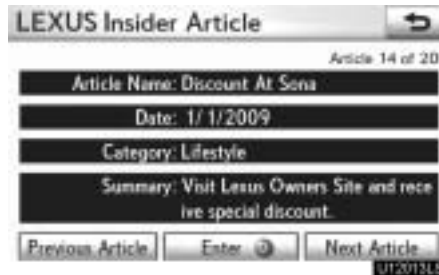 LEXUS Insider Article
Article 14 of 20
Article Name: Discount At Sona
Date: 1/1/2009
Category: Lifestyle
Summary: Visit Lexus Owners Site and rece
ive special discount.
Previous Article Enter Next Article